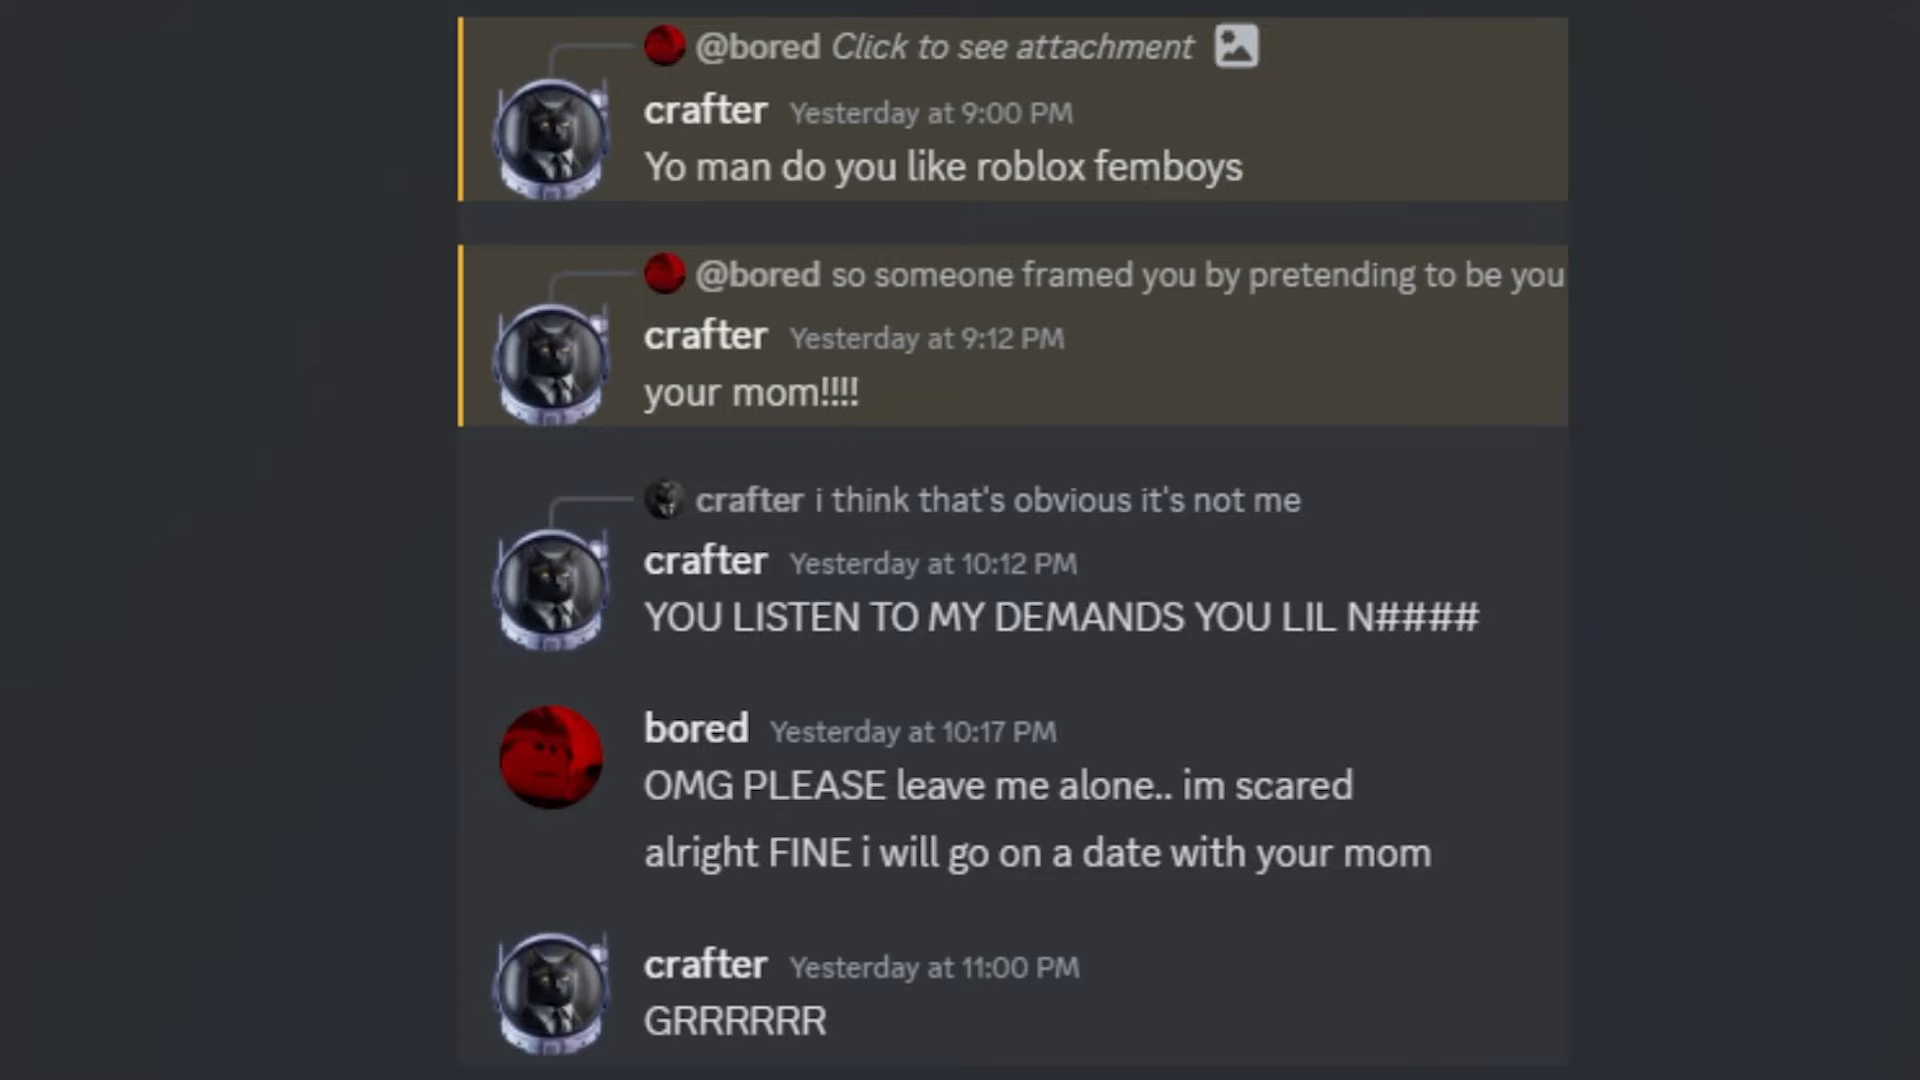 @bored Click to see attachment
crafter Yesterday at 9:00 PM
Yo man do you like roblox femboys
@bored so someone framed you by pretending to be you
crafter Yesterday at 9:12 PM
your mom!!!!
crafter i think that's obvious it's not me
crafter Yesterday at 10:12 PM
YOU LISTEN TO MY DEMANDS YOU LIL N####
bored Yesterday at 10:17 PM
OMG PLEASE leave me alone.. im scared
alright FINE i will go on a date with your mom
crafter Yesterday at 11:00 PM
GRRRRRR